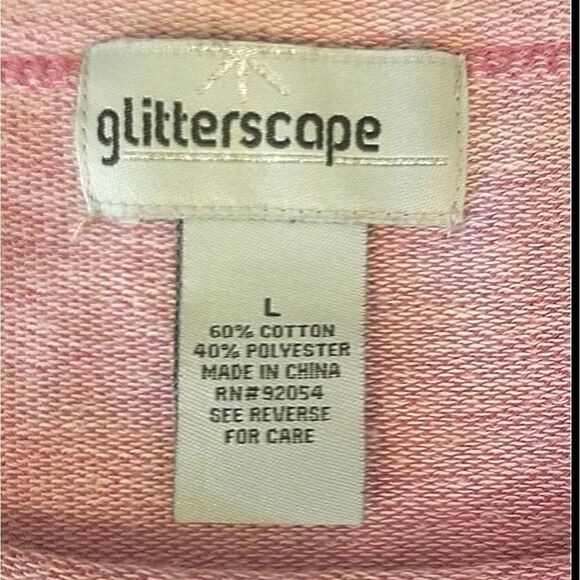 glitterscape
L
60% COTTON
40% POLYESTER
MADE IN CHINA
RN#92054
SEE REVERSE
FOR CARE